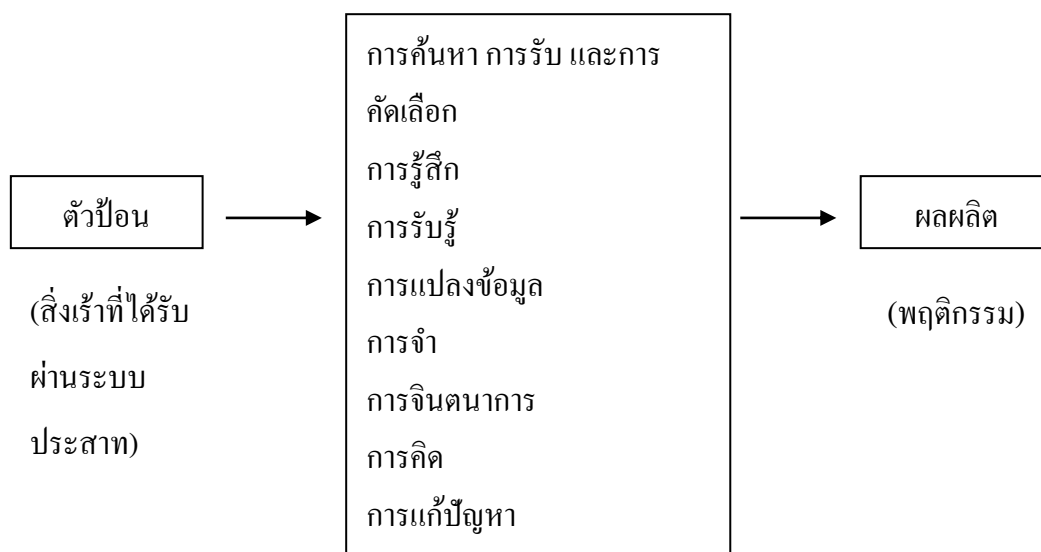 ตัวป้อน
(สิ่งเร้าที่ได้รับ
ผ่านระบบ
ประสาท)
การค้นหา การรับ และการ
คัดเลือก
การรู้สึก
การรับรู้
การแปลงข้อมูล
การจำ
การจินตนาการ
การคิด
การแก้ปัญหา
ผลผลิต
(พฤติกรรม)